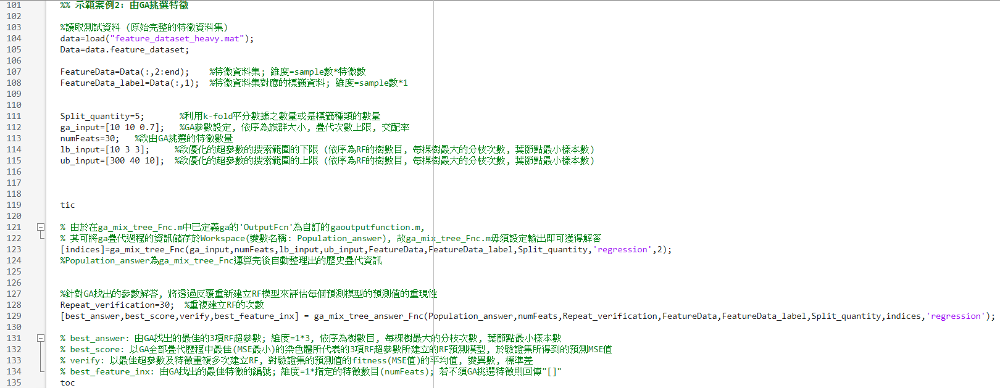 101 %% 示範案例2: 由GA挑選特徵
102
103 %讀取測試資料 (原始完整的特徵資料集)
104 data=load("feature_dataset_heavy.mat");
105 Data=data.feature_dataset;
106
107 FeatureData=Data(:,2:end); %特徵資料集; 維度=sample數*特徵數
108 FeatureData_label=Data(:,1); %特徵資料集對應的標籤資料; 維度=sample數*1
109
110
111 Split_quantity=5; %利用k-fold平分數據之數量或是標籤種類的數量
112 ga_input=[10 10 0.7]; %GA參數設定, 依序為族群大小, 疊代次數上限, 交配率
113 numFeats=30; %欲由GA挑選的特徵數量
114 lb_input=[10 3 3]; %欲優化的超參數的搜索範圍的下限 (依序為RF的樹數目, 每棵樹最大的分枝次數, 葉節點最小樣本數)
115 ub_input=[300 40 10]; %欲優化的超參數的搜索範圍的上限 (依序為RF的樹數目, 每棵樹最大的分枝次數, 葉節點最小樣本數)
116
117
118
119 tic
120
121 % 由於在ga_mix_tree_Fnc.m中已定義ga的'OutputFcn'為自訂的gaoutputfunction.m,
122 % 其可將ga疊代過程的資訊儲存於Workspace(變數名稱: Population_answer), 故ga_mix_tree_Fnc.m毋須設定輸出即可獲得解答
123 [indices]=ga_mix_tree_Fnc(ga_input,numFeats,lb_input,ub_input,FeatureData,FeatureData_label,Split_quantity,'regression',2);
124 %Population_answer為ga_mix_tree_Fnc運算完後自動整理出的歷史疊代資訊
125
126
127 %針對GA找出的參數解答, 將透過反覆重新建立RF模型來評估每個預測模型的預測值的重現性
128 Repeat_verification=30; %重複建立RF的次數
129 [best_answer,best_score,verify,best_feature_inx] = ga_mix_tree_answer_Fnc(Population_answer,numFeats,Repeat_verification,FeatureData,FeatureData_label,Split_quantity,indices,'regression');
130
131 % best_answer: 由GA找出的最佳的3項RF超參數; 維度=1*3, 依序為樹數目, 每棵樹最大的分枝次數, 葉節點最小樣本數
132 % best_score: 以GA全部疊代歷程中最佳(MSE最小)的染色體所代表的3項RF超參數所建立的RF預測模型, 於驗證集所得到的預測MSE值
133 % verify: 以最佳超參數及特徵重複多次建立RF, 對驗證集的預測值的fitness(MSE值)的平均值, 變異數, 標準差
134 % best_feature_inx: 由GA找出的最佳特徵的編號; 維度=1*指定的特徵數目(numFeats); 若不須GA挑選特徵則回傳"[]"
135 toc